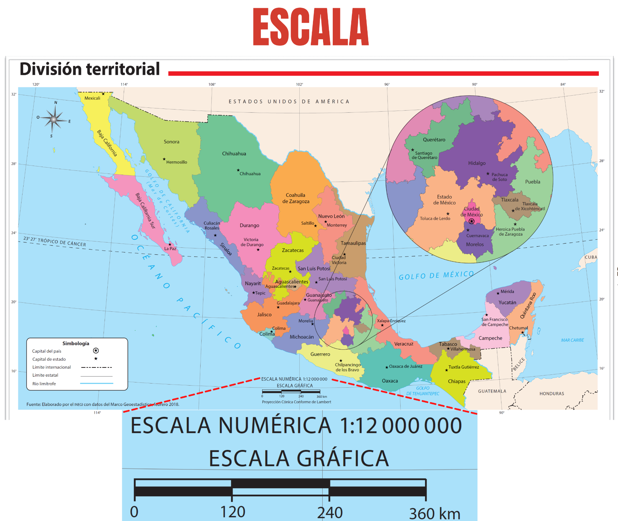 ESCALA
División territorial
ESTADOS UNIDOS DE AMÉRICA
Mexicali
Baja California
Sonora
Hermosillo
Chihuahua
Chihuahua
Coahuila
de Zaragoza
Baja California Sur
La Paz
Culiacán
Rosales
Sinaloa
Durango
Victoria de
Durango
Nuevo León
Saltillo
Monterrey
Tamaulipas
Ciudad
Victoria
Zacatecas
Zacatecas
San Luis Potosí
San Luis Potosí
Aguascalientes
Aguascalientes
Nayarit
Tepic
Guanajuato
Guanajuato
Guadalajara
Jalisco
Colima
Colima
Morelia
Michoacán
Guerrero
Chilpancingo
de los Bravo
Oaxaca de Juárez
Oaxaca
Xalapa-Enríquez
Veracruz
Tabasco
Villahermosa
Tuxtla Gutiérrez
Chiapas
Mérida
Yucatán
Quintana Roo
San Francisco
de Campeche
Chetumal
Campeche
BELICE
GUATEMALA
HONDURAS
CUBA
MAR CARIBE
GOLFO DE MÉXICO
GOLFO
DE TEHUANTEPEC
OCÉANO PACÍFICO
TRÓPICO DE CÁNCER
Querétaro
Santiago
de Querétaro
Hidalgo
Pachuca
de Soto
Puebla
Estado
de México
Toluca de Lerdo
Ciudad
de México
Tlaxcala
Tlaxcala
de Xicohténcatl
Cuernavaca
Morelos
Heroica Puebla
de Zaragoza
Simbología
Capital del país
Capital de estado
Límite internacional
Límite estatal
Río limítrofe
ESCALA NUMÉRICA 1:12 000 000
ESCALA GRÁFICA
Proyección Cónica Conforme de Lambert
ESCALA NUMÉRICA 1:12 000 000
ESCALA GRÁFICA
0 120 240 360 km